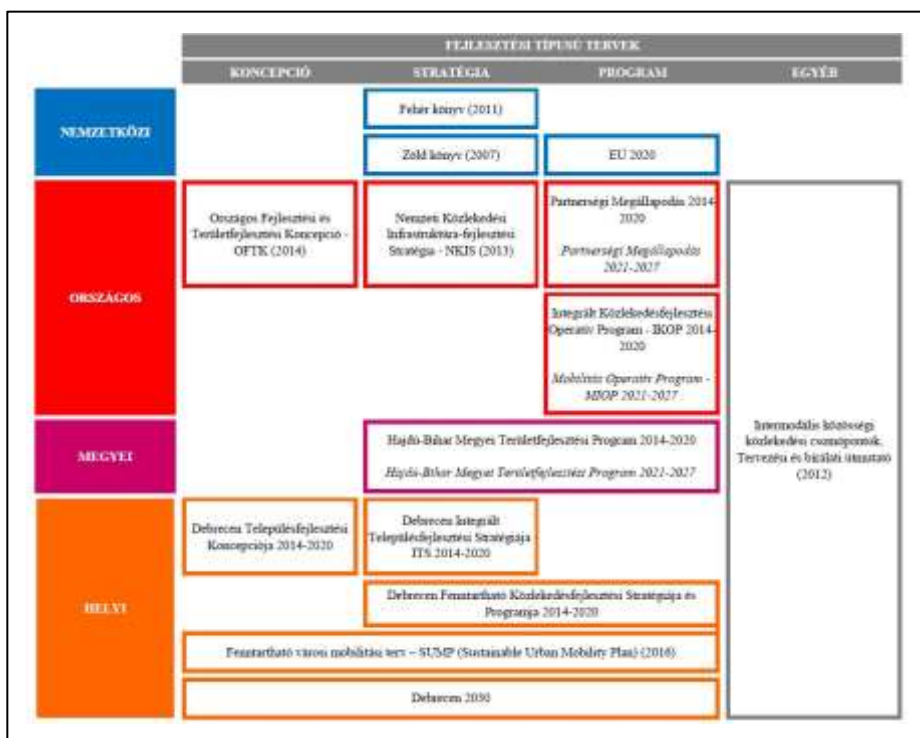 FEJLESZTÉSI TÍPUSÚ TERVEK
KONCEPCIÓ
STRATÉGIA
PROGRAM
EGYÉB
NEMZETKÖZI
Fehér könyv (2011)
Zöld könyv (2007)
EU 2020
ORSZÁGOS
Országos Fejlesztési és
Területfejlesztési Koncepció -
OFTK (2014)
Nemzeti Közlekedési
Infrastruktúra-fejlesztési
Stratégia - NKIS (2013)
Partnerségi Megállapodás 2014-
2020
Partnerségi Megállapodás
2021-2027
Integrált Közlekedésfejlesztési
Operatív Program - IKOP 2014-
2020
Mobilitás Operatív Program -
MIOP 2021-2027
Intermodális közösségi
közlekedési csomópontok,
Tervezési és bírálati útmutató
(2012)
MEGYEI
Hajdú-Bihar Megyei Területfejlesztési Program 2014-2020
Hajdú-Bihar Megyei Területfejlesztési Program 2021-2027
HELYI
Debrecen Településfejlesztési
Koncepciója 2014-2020
Debrecen Integrált
Településfejlesztési Stratégiája -
ITS 2014-2020
Debrecen Fenntartható Közlekedésfejlesztési Stratégiája és
Programja 2014-2020
Fenntartható városi mobilitási terv – SUMP (Sustainable Urban Mobility Plan) (2016)
Debrecen 2030